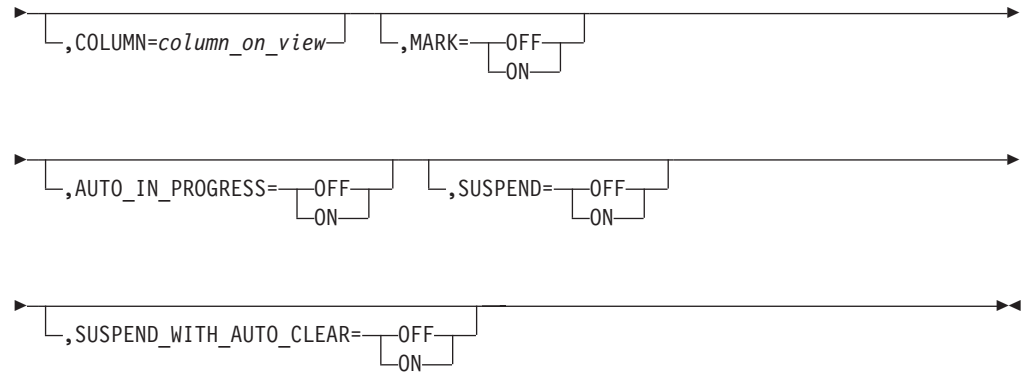 ,COLUMN=column_on_view ,MARK= OFF
ON
,AUTO_IN_PROGRESS= OFF ,SUSPEND= OFF
ON ON
,SUSPEND_WITH_AUTO_CLEAR= OFF
ON